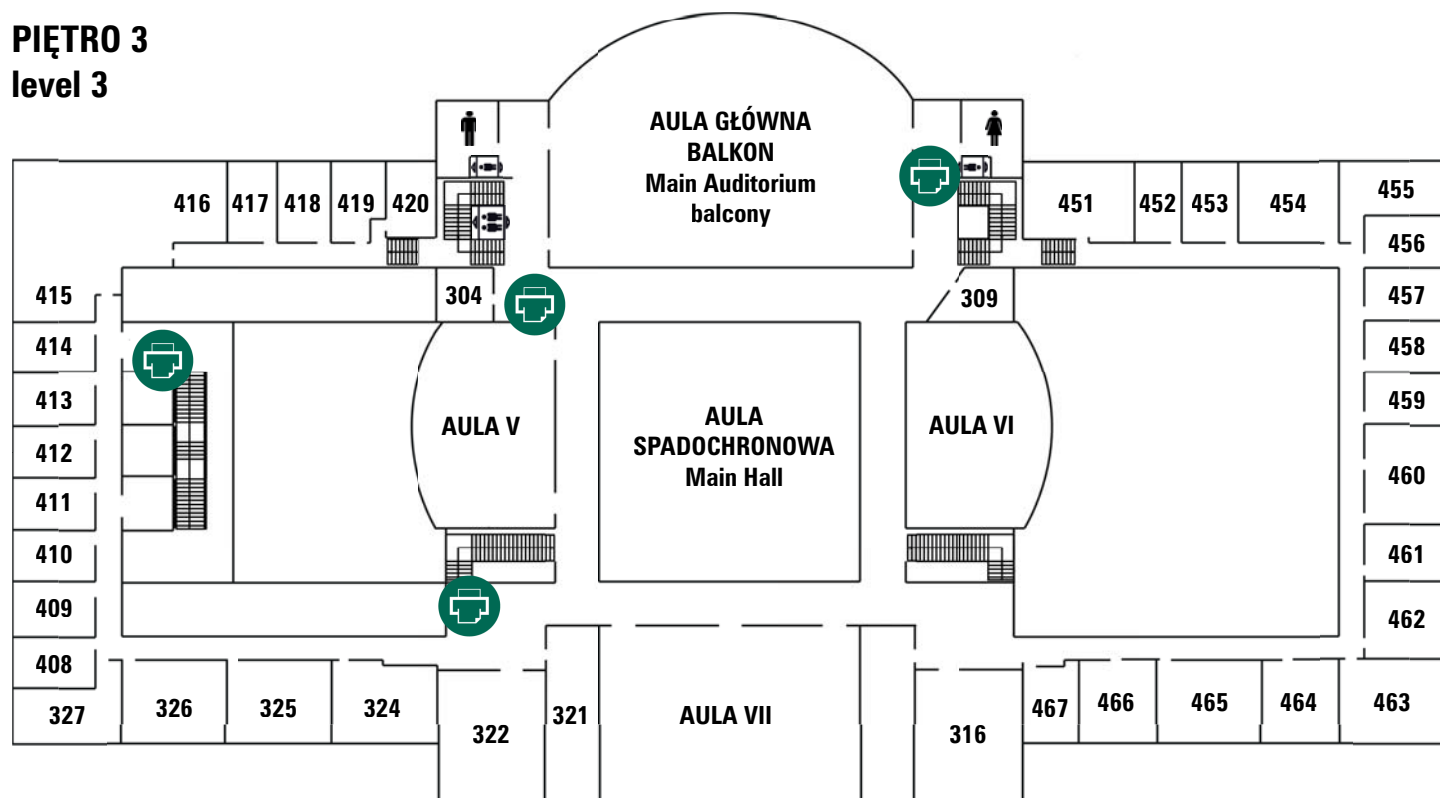 PIĘTRO 3
level 3
AULA GŁÓWNA
BALKON
Main Auditorium
balcony
416 417 418 419 420
451 452 453 454 455
456
415
304
309
457
414
458
413
459
AULA V
AULA
SPADOCHRONOWA
Main Hall
AULA VI
412
460
411
410
461
409
462
408
327
326
325
324
322
321
AULA VII
316
467
466
465
464
463